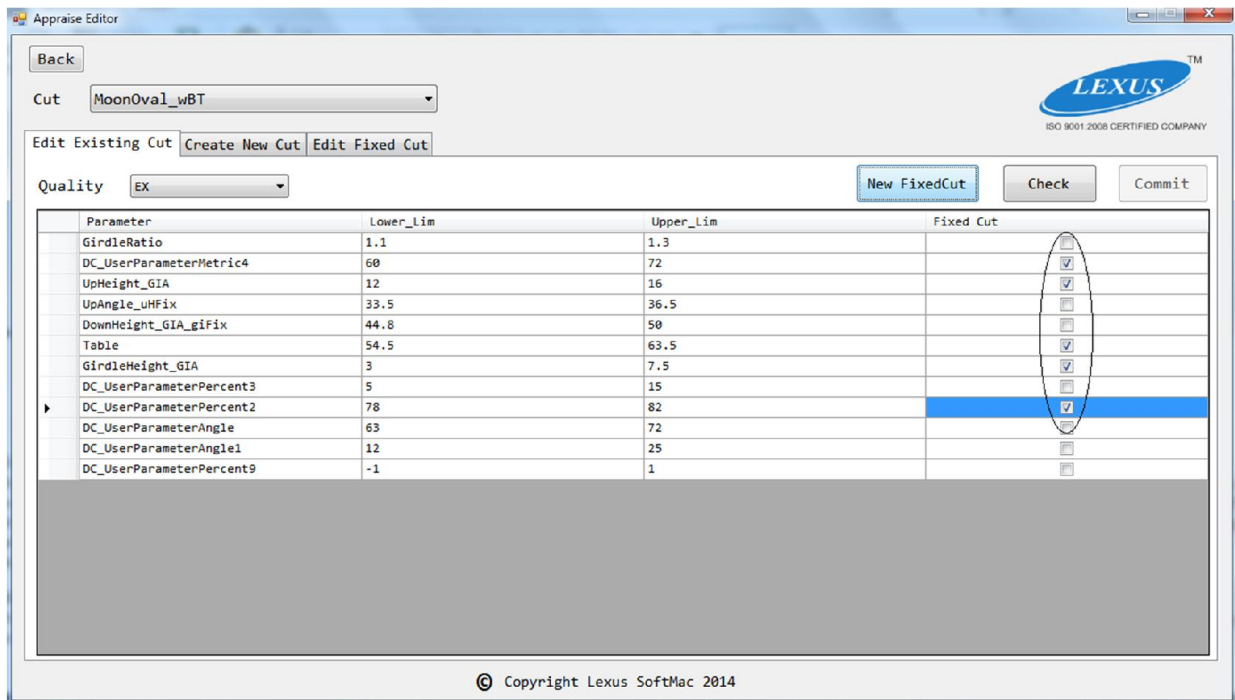 Appraise Editor
Back
TM
LEXUS
ISO 9001:2008 CERTIFIED COMPANY
Cut MoonOval_wBT
Edit Existing Cut Create New Cut Edit Fixed Cut
Quality EX New FixedCut Check Commit
Parameter Lower_Lim Upper_Lim Fixed Cut
GirdleRatio 1.1 1.3
DC_UserParameterMetric4 60 72
UpHeight_GIA 12 16
UpAngle_uHFix 33.5 36.5
DownHeight_GIA_giFix 44.8 50
Table 54.5 63.5
GirdleHeight_GIA 3 7.5
DC_UserParameterPercent3 5 15
DC_UserParameterPercent2 78 82
DC_UserParameterAngle 63 72
DC_UserParameterAngle1 12 25
DC_UserParameterPercent9 -1 1
© Copyright Lexus SoftMac 2014